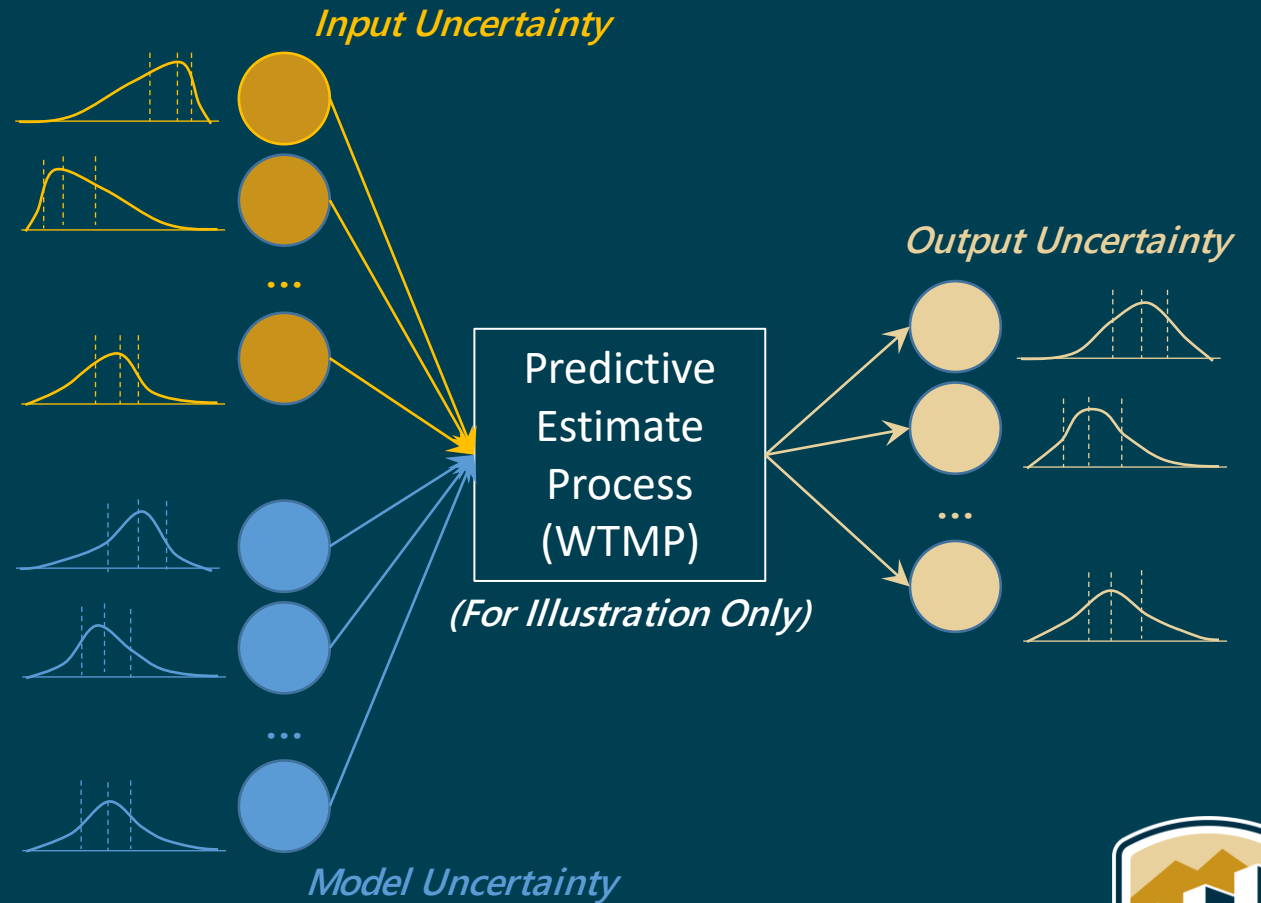 Input Uncertainty
...
Output Uncertainty
Predictive
Estimate
Process
(WTMP)
(For Illustration Only)
...
...
Model Uncertainty